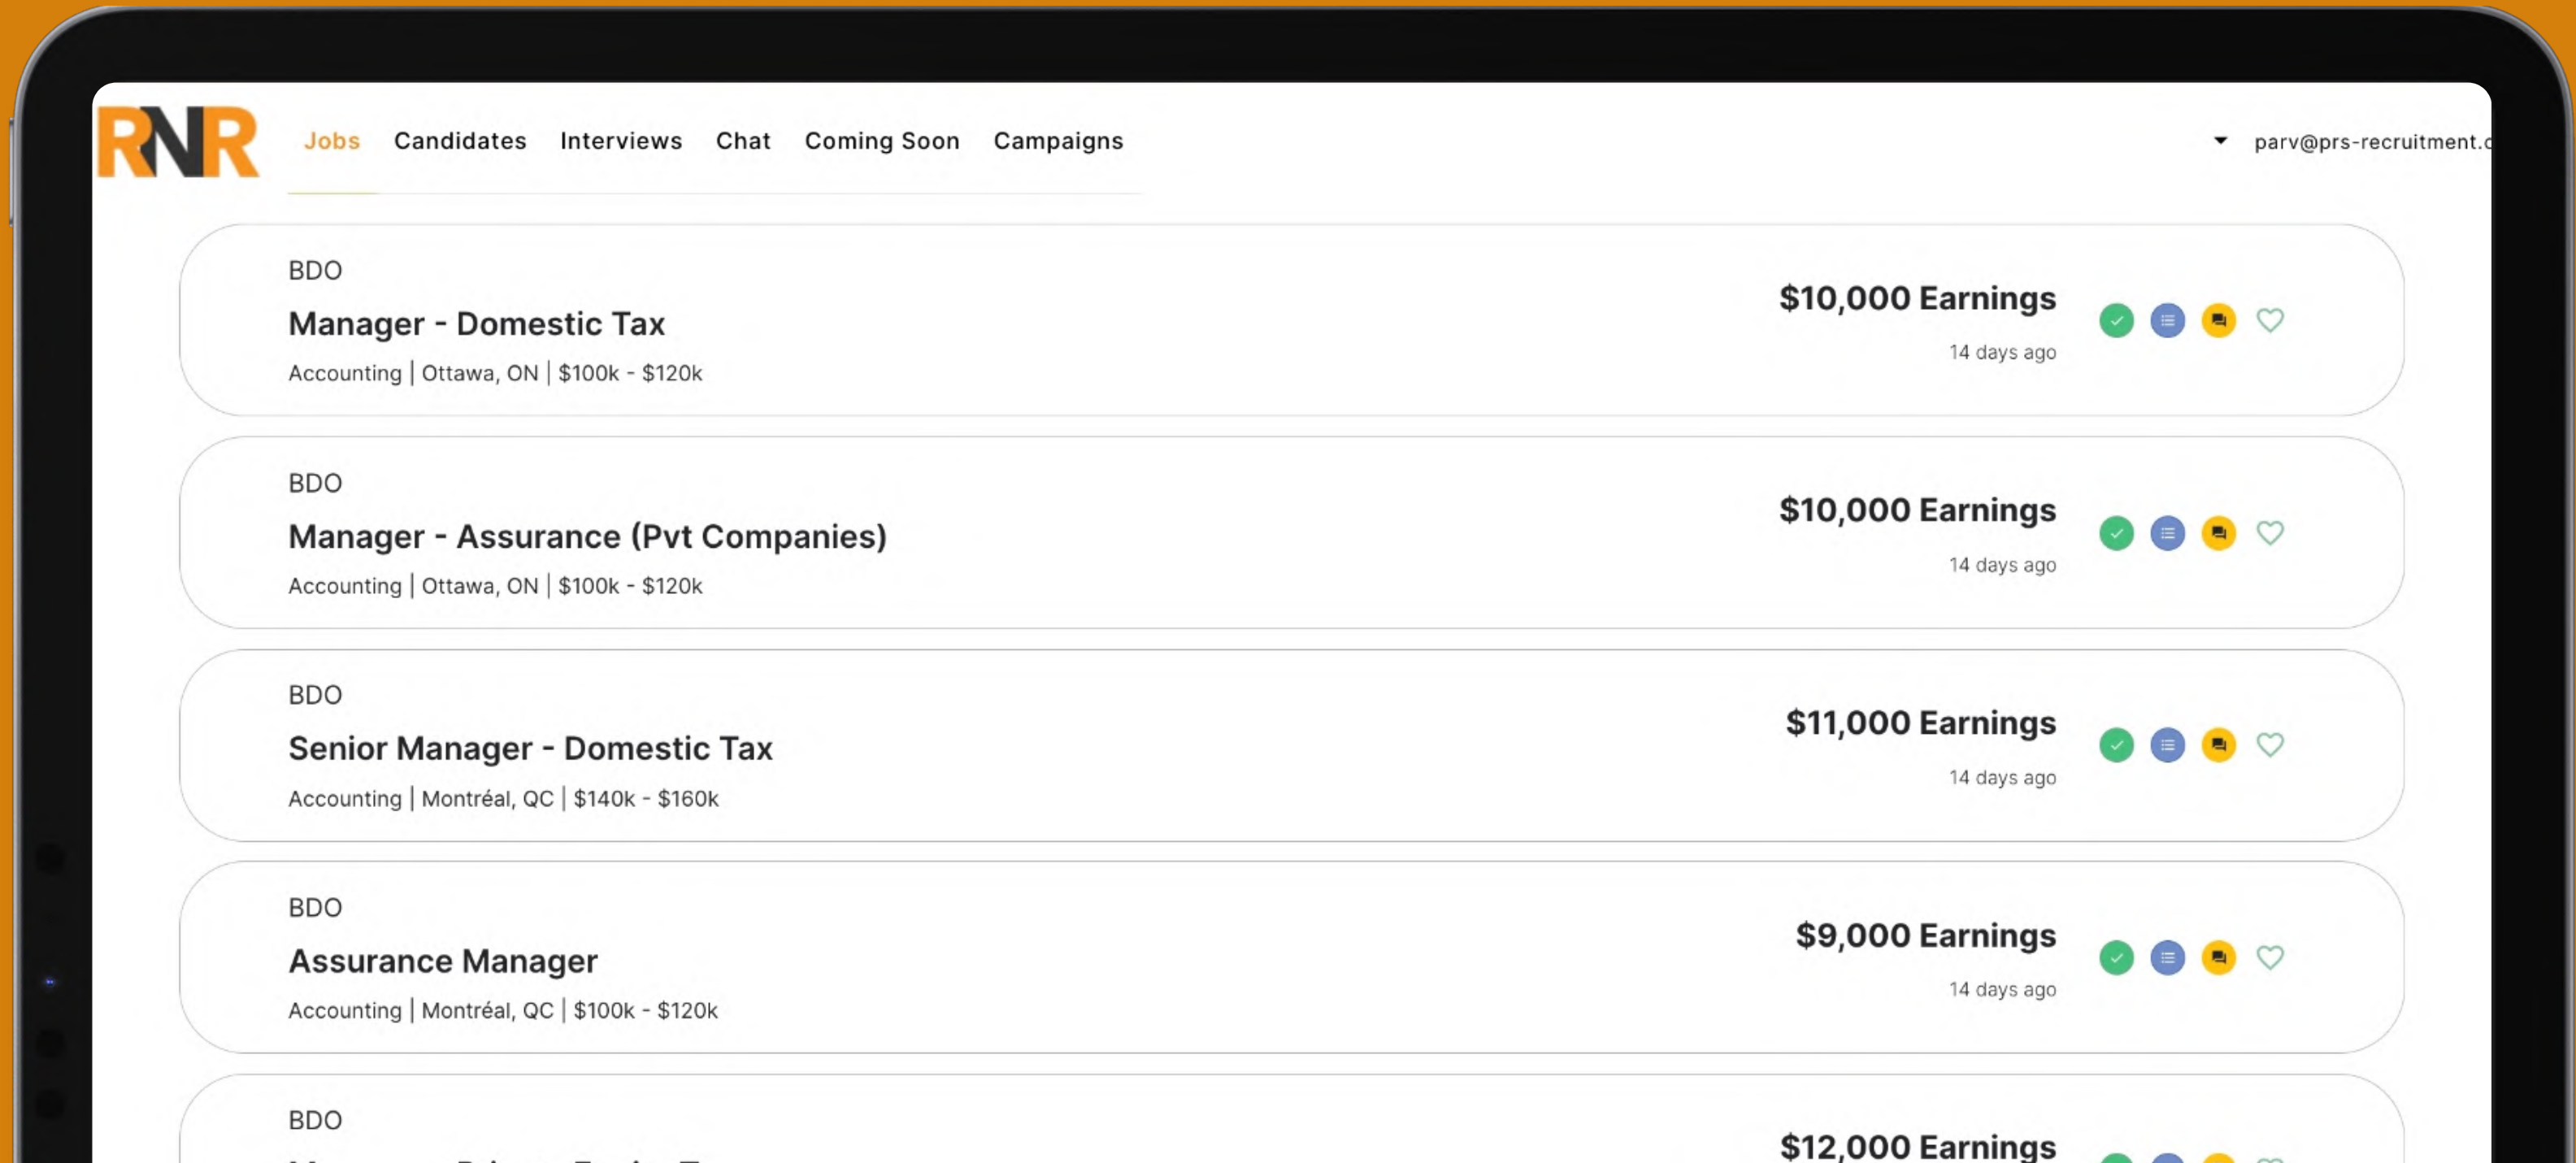 RNR Jobs Candidates Interviews Chat Coming Soon Campaigns parv@prs-recruitment.c
BDO
Manager - Domestic Tax
Accounting | Ottawa, ON | $100k - $120k
$10,000 Earnings
14 days ago
BDO
Manager - Assurance (Pvt Companies)
Accounting | Ottawa, ON | $100k - $120k
$10,000 Earnings
14 days ago
BDO
Senior Manager - Domestic Tax
Accounting | Montréal, QC | $140k - $160k
$11,000 Earnings
14 days ago
BDO
Assurance Manager
Accounting | Montréal, QC | $100k - $120k
$9,000 Earnings
14 days ago
BDO
$12,000 Earnings